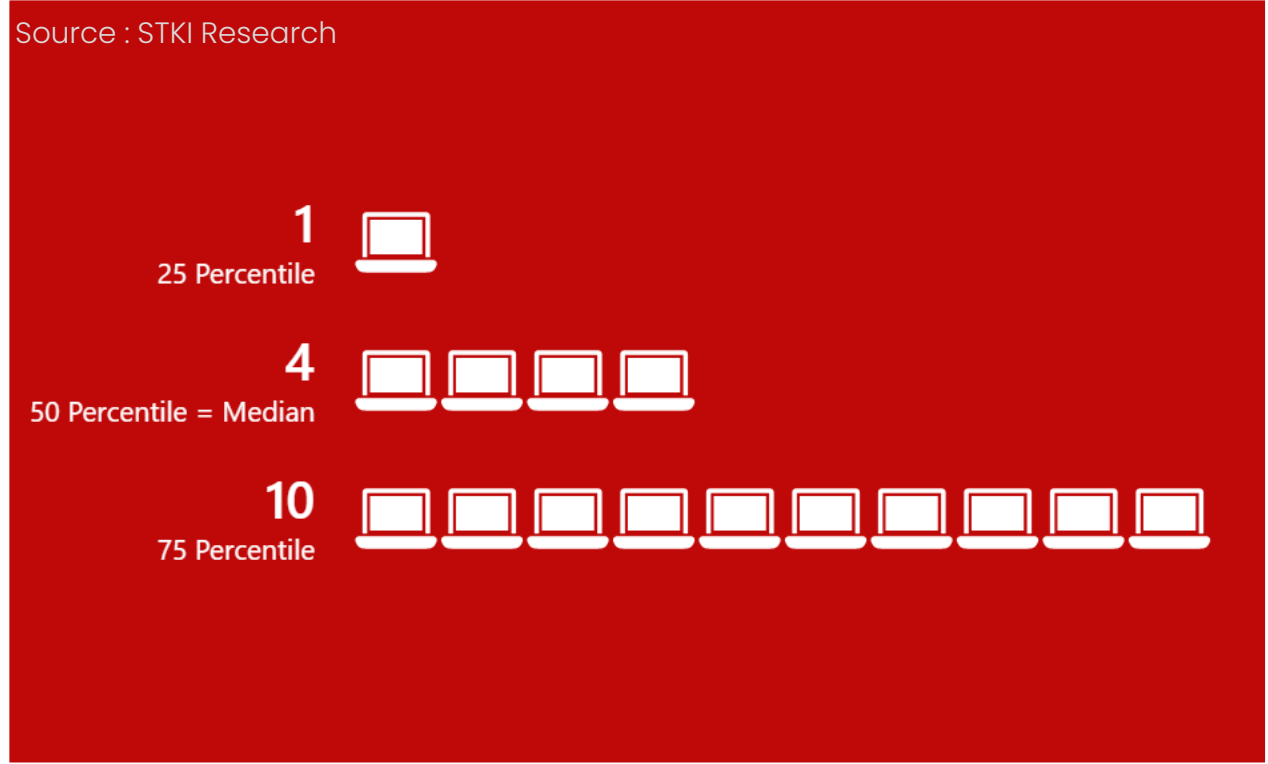 Source : STKI Research
1
25 Percentile
4
50 Percentile = Median
10
75 Percentile